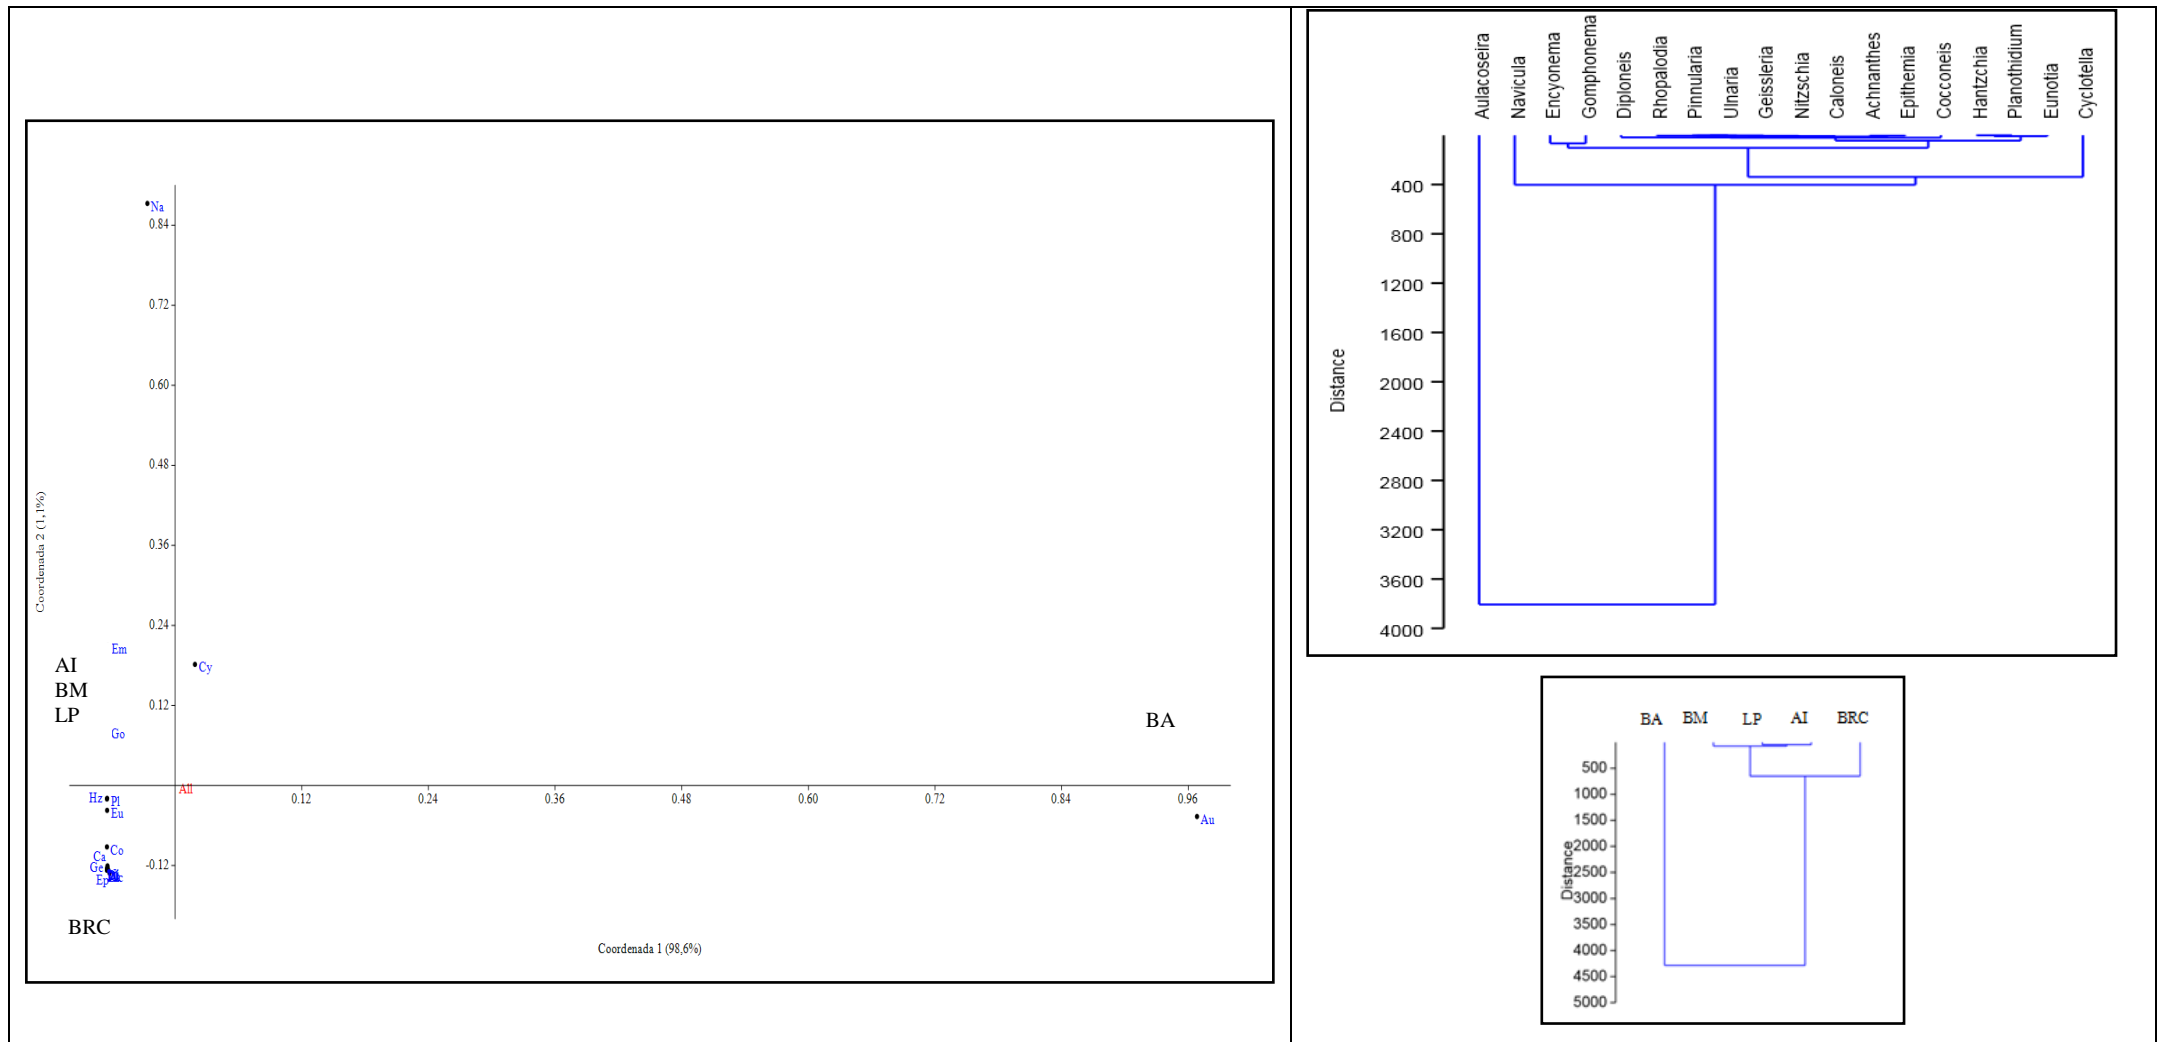 Na
0.84
0.72
0.60
0.48
0.36
0.24
Em
Cy
AI
BM
LP
0.12
Go
BA
All
Hz
Pl
Eu
0.12
0.24
0.36
0.48
0.60
0.72
0.84
0.96
Au
Co
Ca
Ge
-0.12
Ep
BRC
Coordenada 1 (98,6%)
Coordenada 2 (1,1%)
Aulacoseira
Navicula
Encyonema
Gomphonema
Diploneis
Rhopalodia
Pinnularia
Ulnaria
Geissleria
Nitzschia
Caloneis
Achnanthes
Epithemia
Cocconeis
Hantzchia
Planothidium
Eunotia
Cyclotella
400
800
1200
1600
2000
2400
2800
3200
3600
4000
Distance
BA BM LP AI BRC
500
1000
1500
2000
2500
3000
3500
4000
4500
5000
Distance